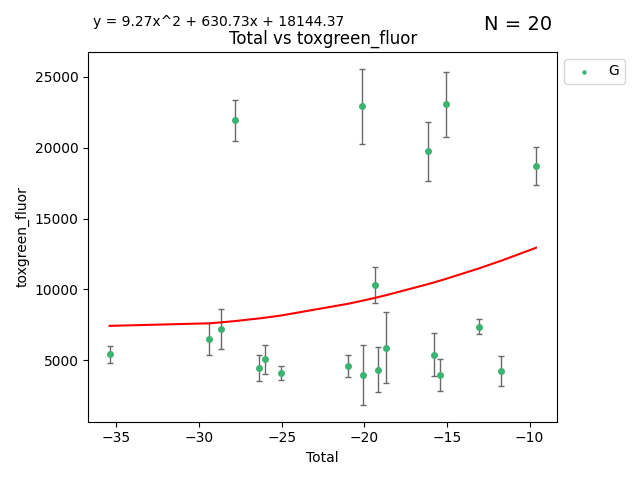 y = 9.27x^2 + 630.73x + 18144.37
N = 20
Total vs toxgreen_fluor
G
25000
20000
15000
10000
5000
toxgreen_fluor
−35
−30
−25
−20
−15
−10
Total